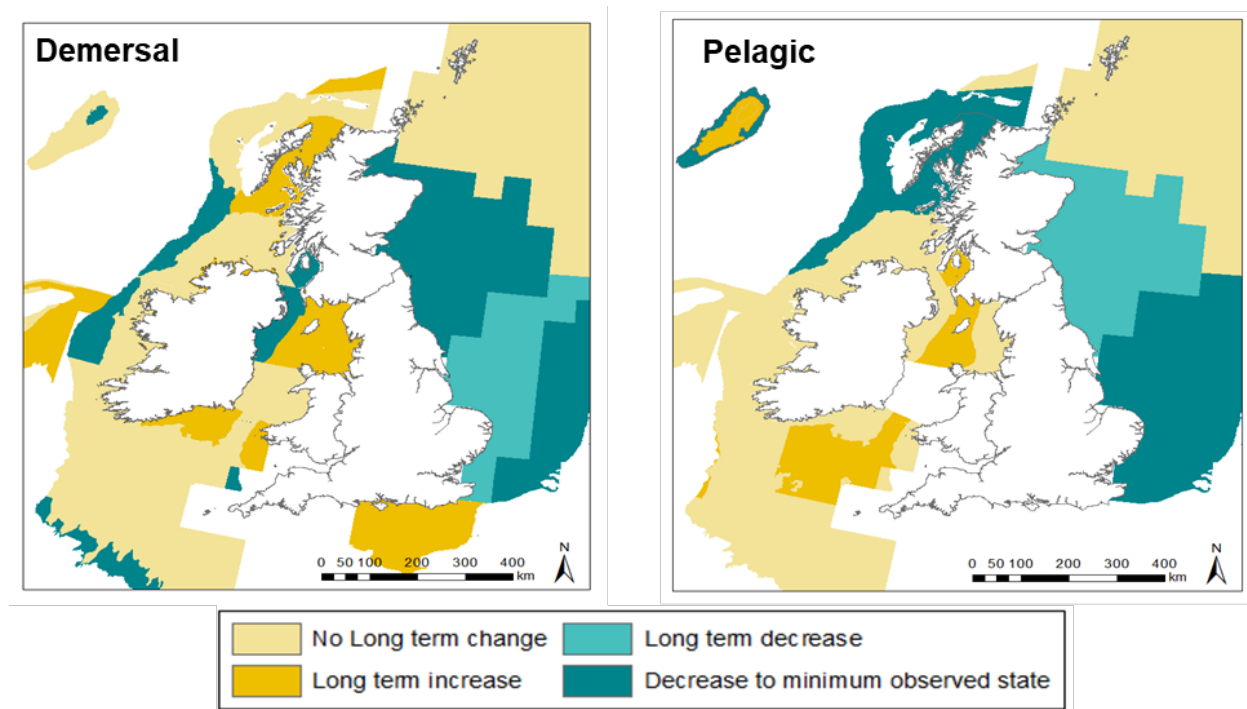 Demersal
Pelagic
N
0 50 100 200 300 400
km
N
0 50 100 200 300 400
km
No Long term change
Long term decrease
Long term increase
Decrease to minimum observed state